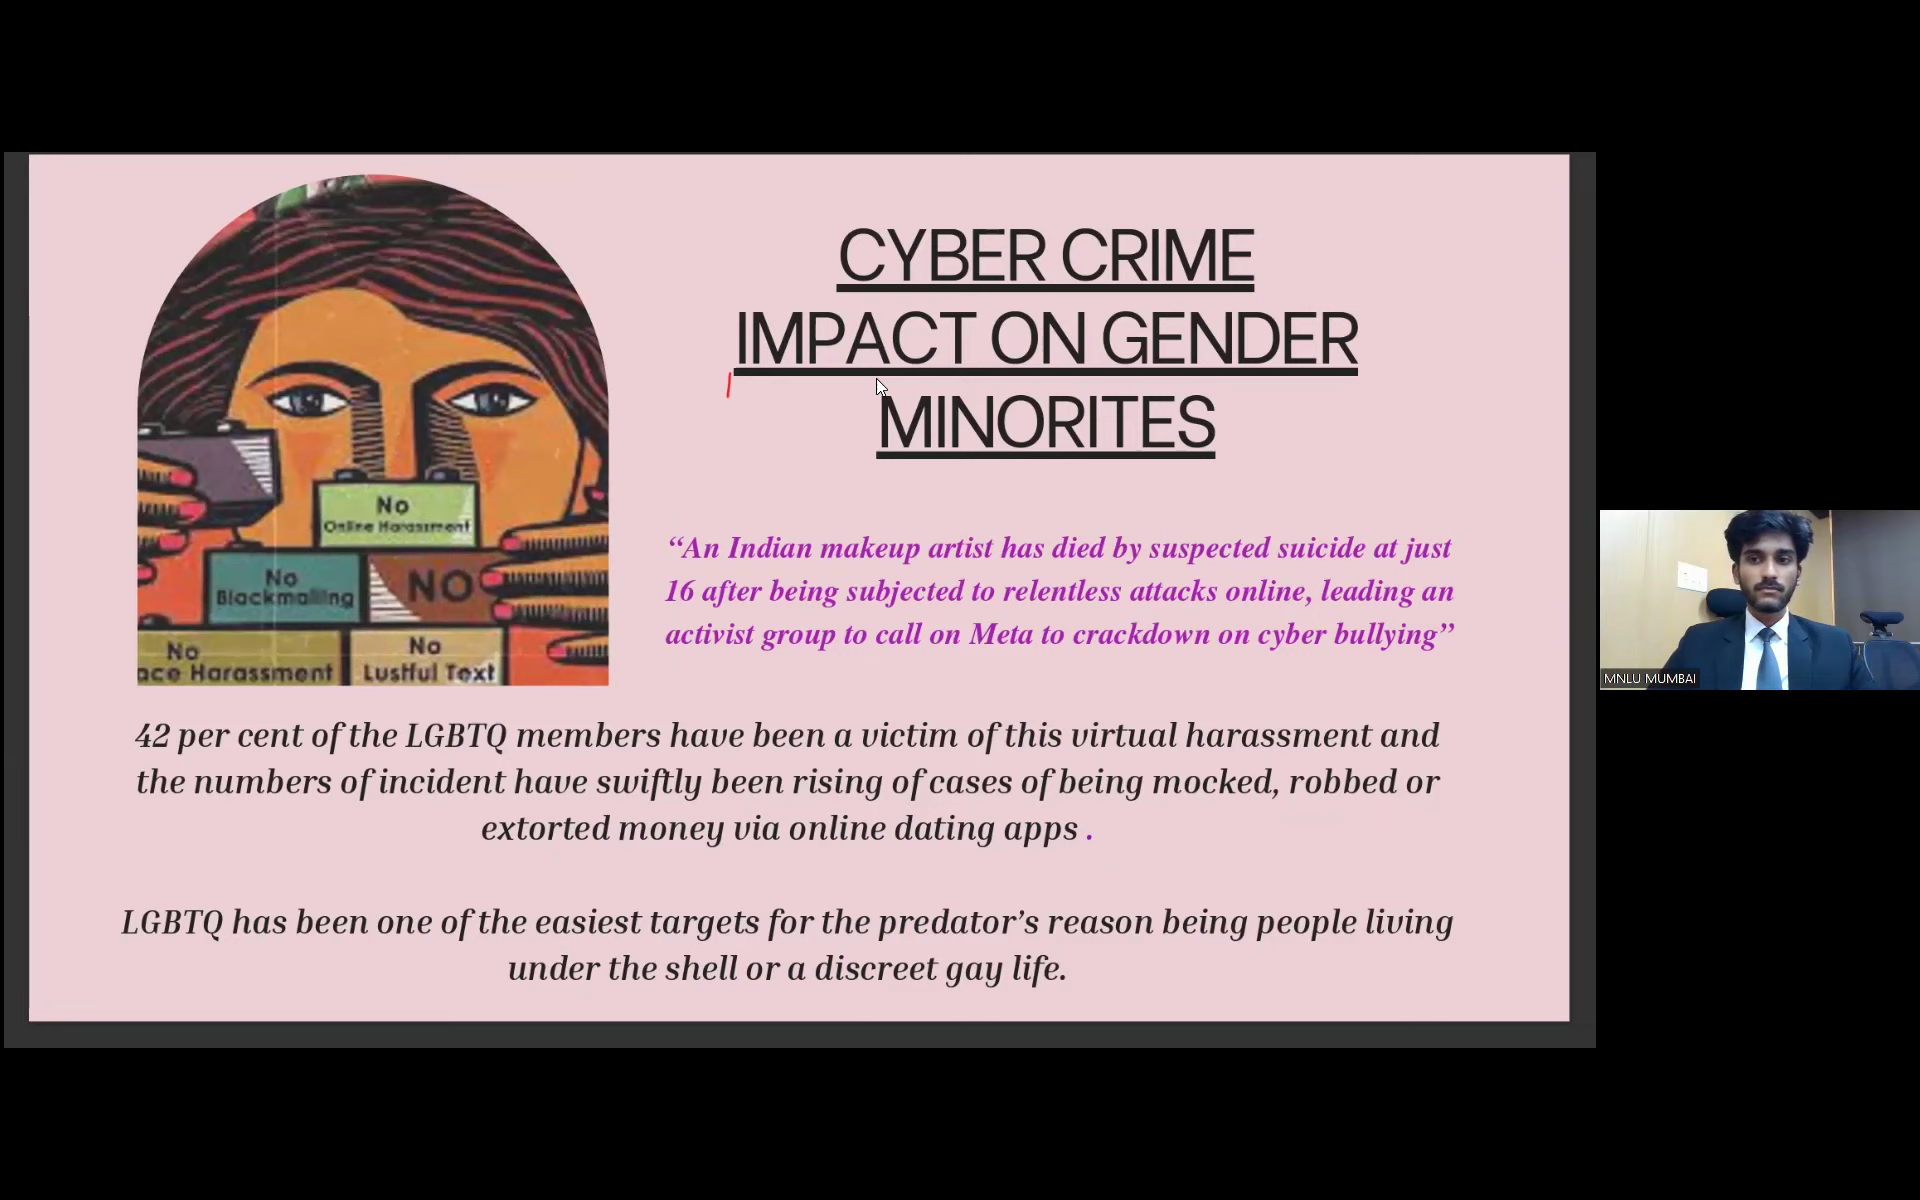 CYBER CRIME
IMPACT ON GENDER
MINORITES
No
Online Harassment
No
Blackmailing
NO
No
ace Harassment
No
Lustful Text
“An Indian makeup artist has died by suspected suicide at just
16 after being subjected to relentless attacks online, leading an
activist group to call on Meta to crackdown on cyber bullying”
42 per cent of the LGBTQ members have been a victim of this virtual harassment and
the numbers of incident have swiftly been rising of cases of being mocked, robbed or
extorted money via online dating apps .
LGBTQ has been one of the easiest targets for the predator’s reason being people living
under the shell or a discreet gay life.
MNLU MUMBAI